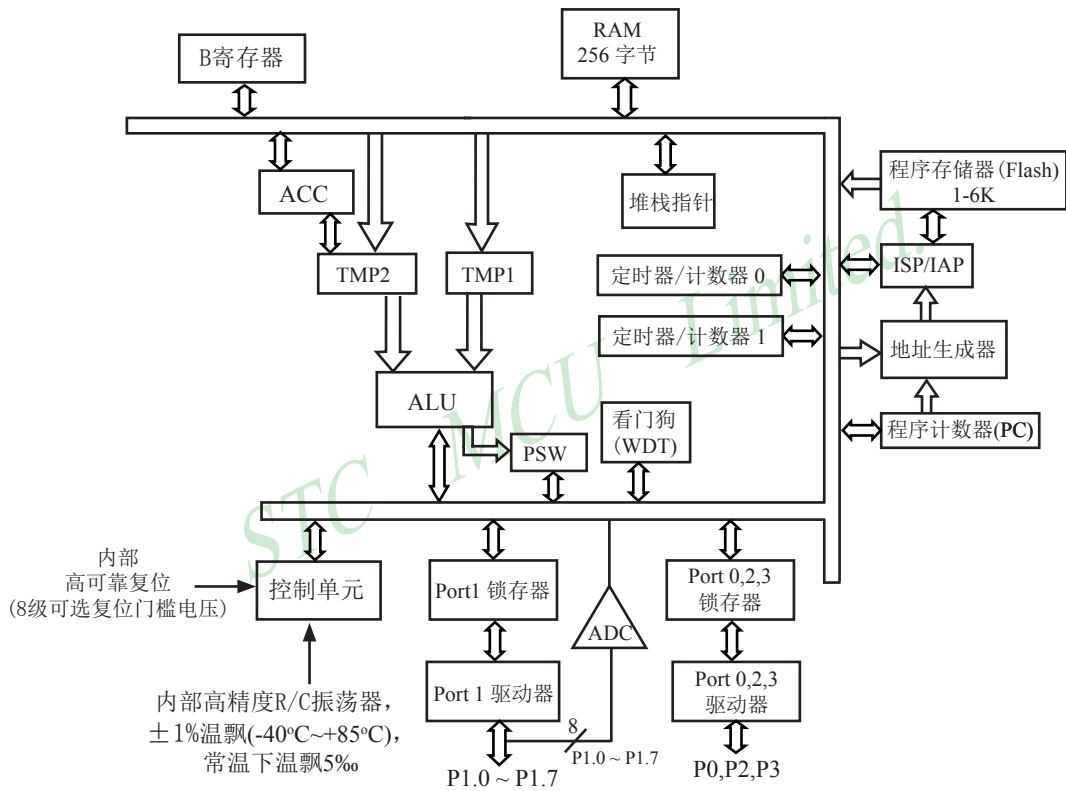 RAM
256 字节
B寄存器
ACC
堆栈指针
程序存储器(Flash)
1-6K
TMP2
TMP1
定时器/计数器 0
ISP/IAP
定时器/计数器 1
地址生成器
ALU
看门狗
(WDT)
程序计数器(PC)
PSW
STC MCU Limited.
内部
高可靠复位
(8级可选复位门槛电压)
控制单元
Port1 锁存器
ADC
Port 0,2,3
锁存器
内部高精度R/C振荡器,
±1%温飘(-40°C~+85°C),
常温下温飘5‰
Port 1 驱动器
Port 0,2,3
驱动器
8
P1.0 ~ P1.7
P1.0 ~ P1.7
P0,P2,P3